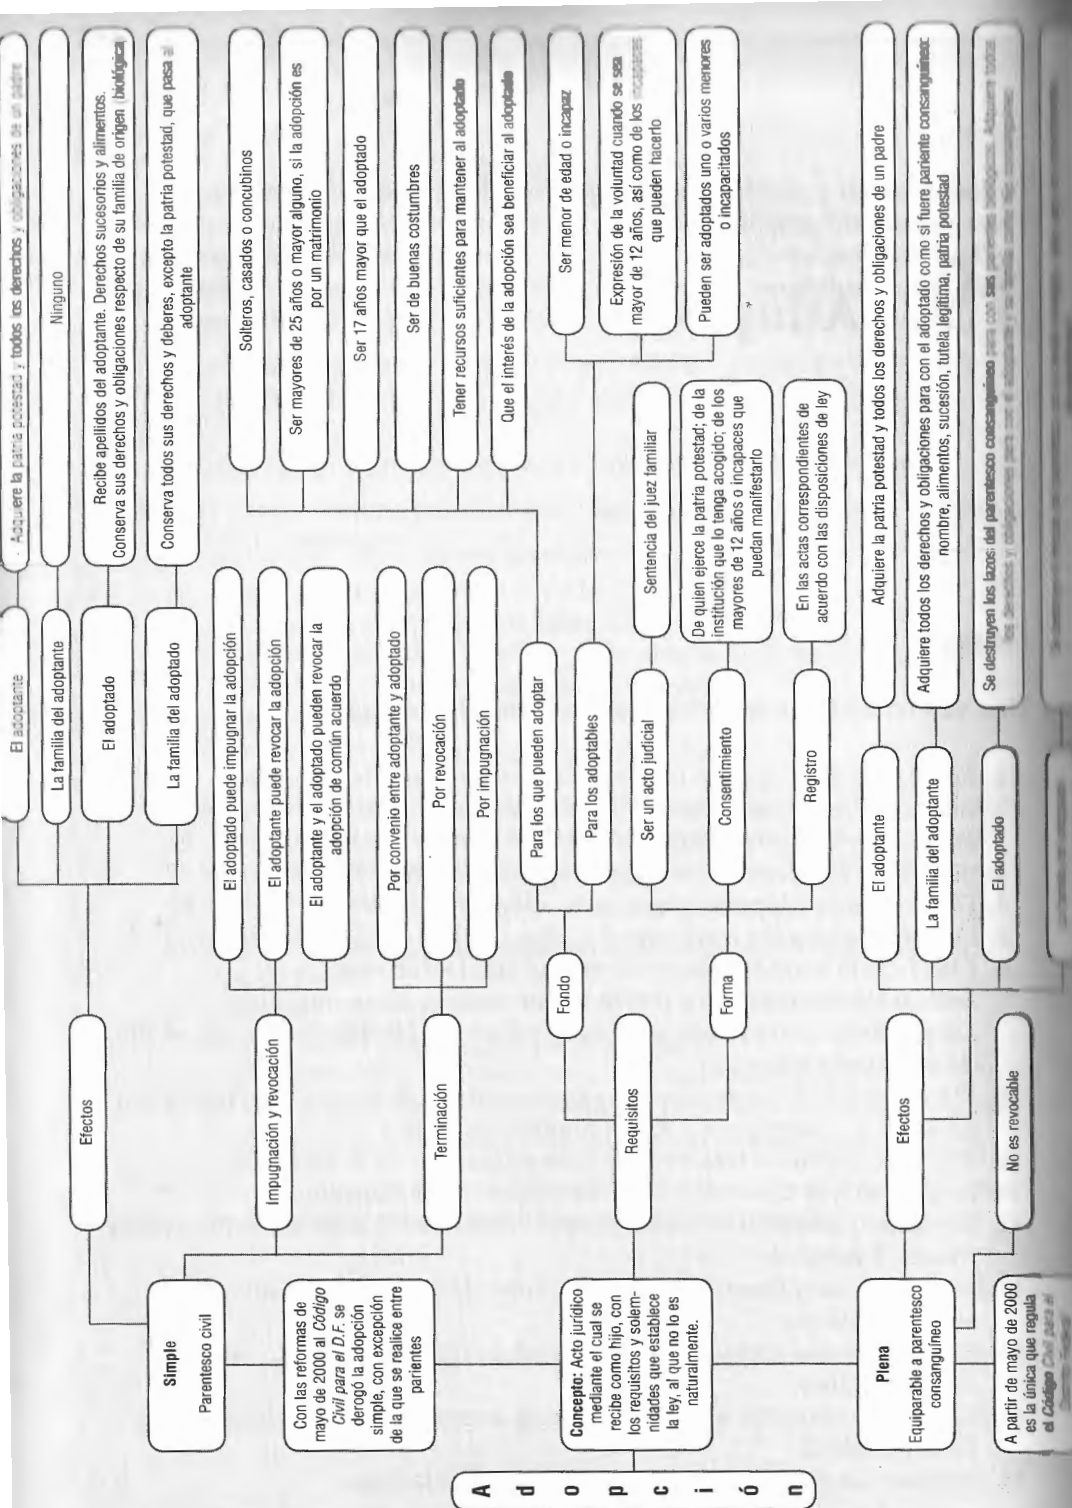 Adopción
Simple
Parentesco civil
Con las reformas de
mayo de 2000 al Código
Civil para el D.F. se
derogó la adopción
simple, con excepción
de la que se realice entre
parientes
Concepto: Acto jurídico
mediante el cual se
recibe como hijo, con
los requisitos y solem-
nidades que establece
la ley, al que no lo es
naturalmente.
Plena
Equiparable a parentesco
consanguíneo
A partir de mayo de 2000
es la única que regula
el Código Civil para el
Efectos
El adoptante
Adquiere la patria potestad y todos los derechos y obligaciones de un padre
La familia del adoptante
Ninguno
El adoptado
Recibe apellidos del adoptante. Derechos sucesorios y alimentos.
Conserva sus derechos y obligaciones respecto de su familia de origen (biológica)
La familia del adoptado
Conserva todos sus derechos y deberes, excepto la patria potestad, que pasa al
adoptante
Impugnación y revocación
El adoptado puede impugnar la adopción
El adoptante puede revocar la adopción
El adoptante y el adoptado pueden revocar la
adopción de común acuerdo
Terminación
Por convenio entre adoptante y adoptado
Por revocación
Por impugnación
Requisitos
Fondo
Para los que pueden adoptar
Solteros, casados o concubinos
Ser mayores de 25 años o mayor alguno, si la adopción es
por un matrimonio
Ser 17 años mayor que el adoptado
Ser de buenas costumbres
Tener recursos suficientes para mantener al adoptado
Que el interés de la adopción sea beneficiar al adoptado
Para los adoptables
Ser menor de edad o incapaz
Expresión de la voluntad cuando se sea
mayor de 12 años, así como de los incapaces
que pueden hacerlo
Pueden ser adoptados uno o varios menores
o incapacitados
Forma
Ser un acto judicial
Sentencia del juez familiar
Consentimiento
De quien ejerce la patria potestad; de la
institución que lo tenga acogido; de los
mayores de 12 años o incapaces que
puedan manifestarlo
Registro
En las actas correspondientes de
acuerdo con las disposiciones de ley
Efectos
El adoptante
Adquiere la patria potestad y todos los derechos y obligaciones de un padre
La familia del adoptante
Adquiere todos los derechos y obligaciones para con el adoptado como si fuere pariente consanguíneo:
nombre, alimentos, sucesión, tutela legítima, patria potestad
El adoptado
Se destruyen los lazos del parentesco consanguíneo para con sus parientes biológicos. Adquiere todos
los derechos y obligaciones para con el adoptante y su familia como hijo consanguíneo
No es revocable